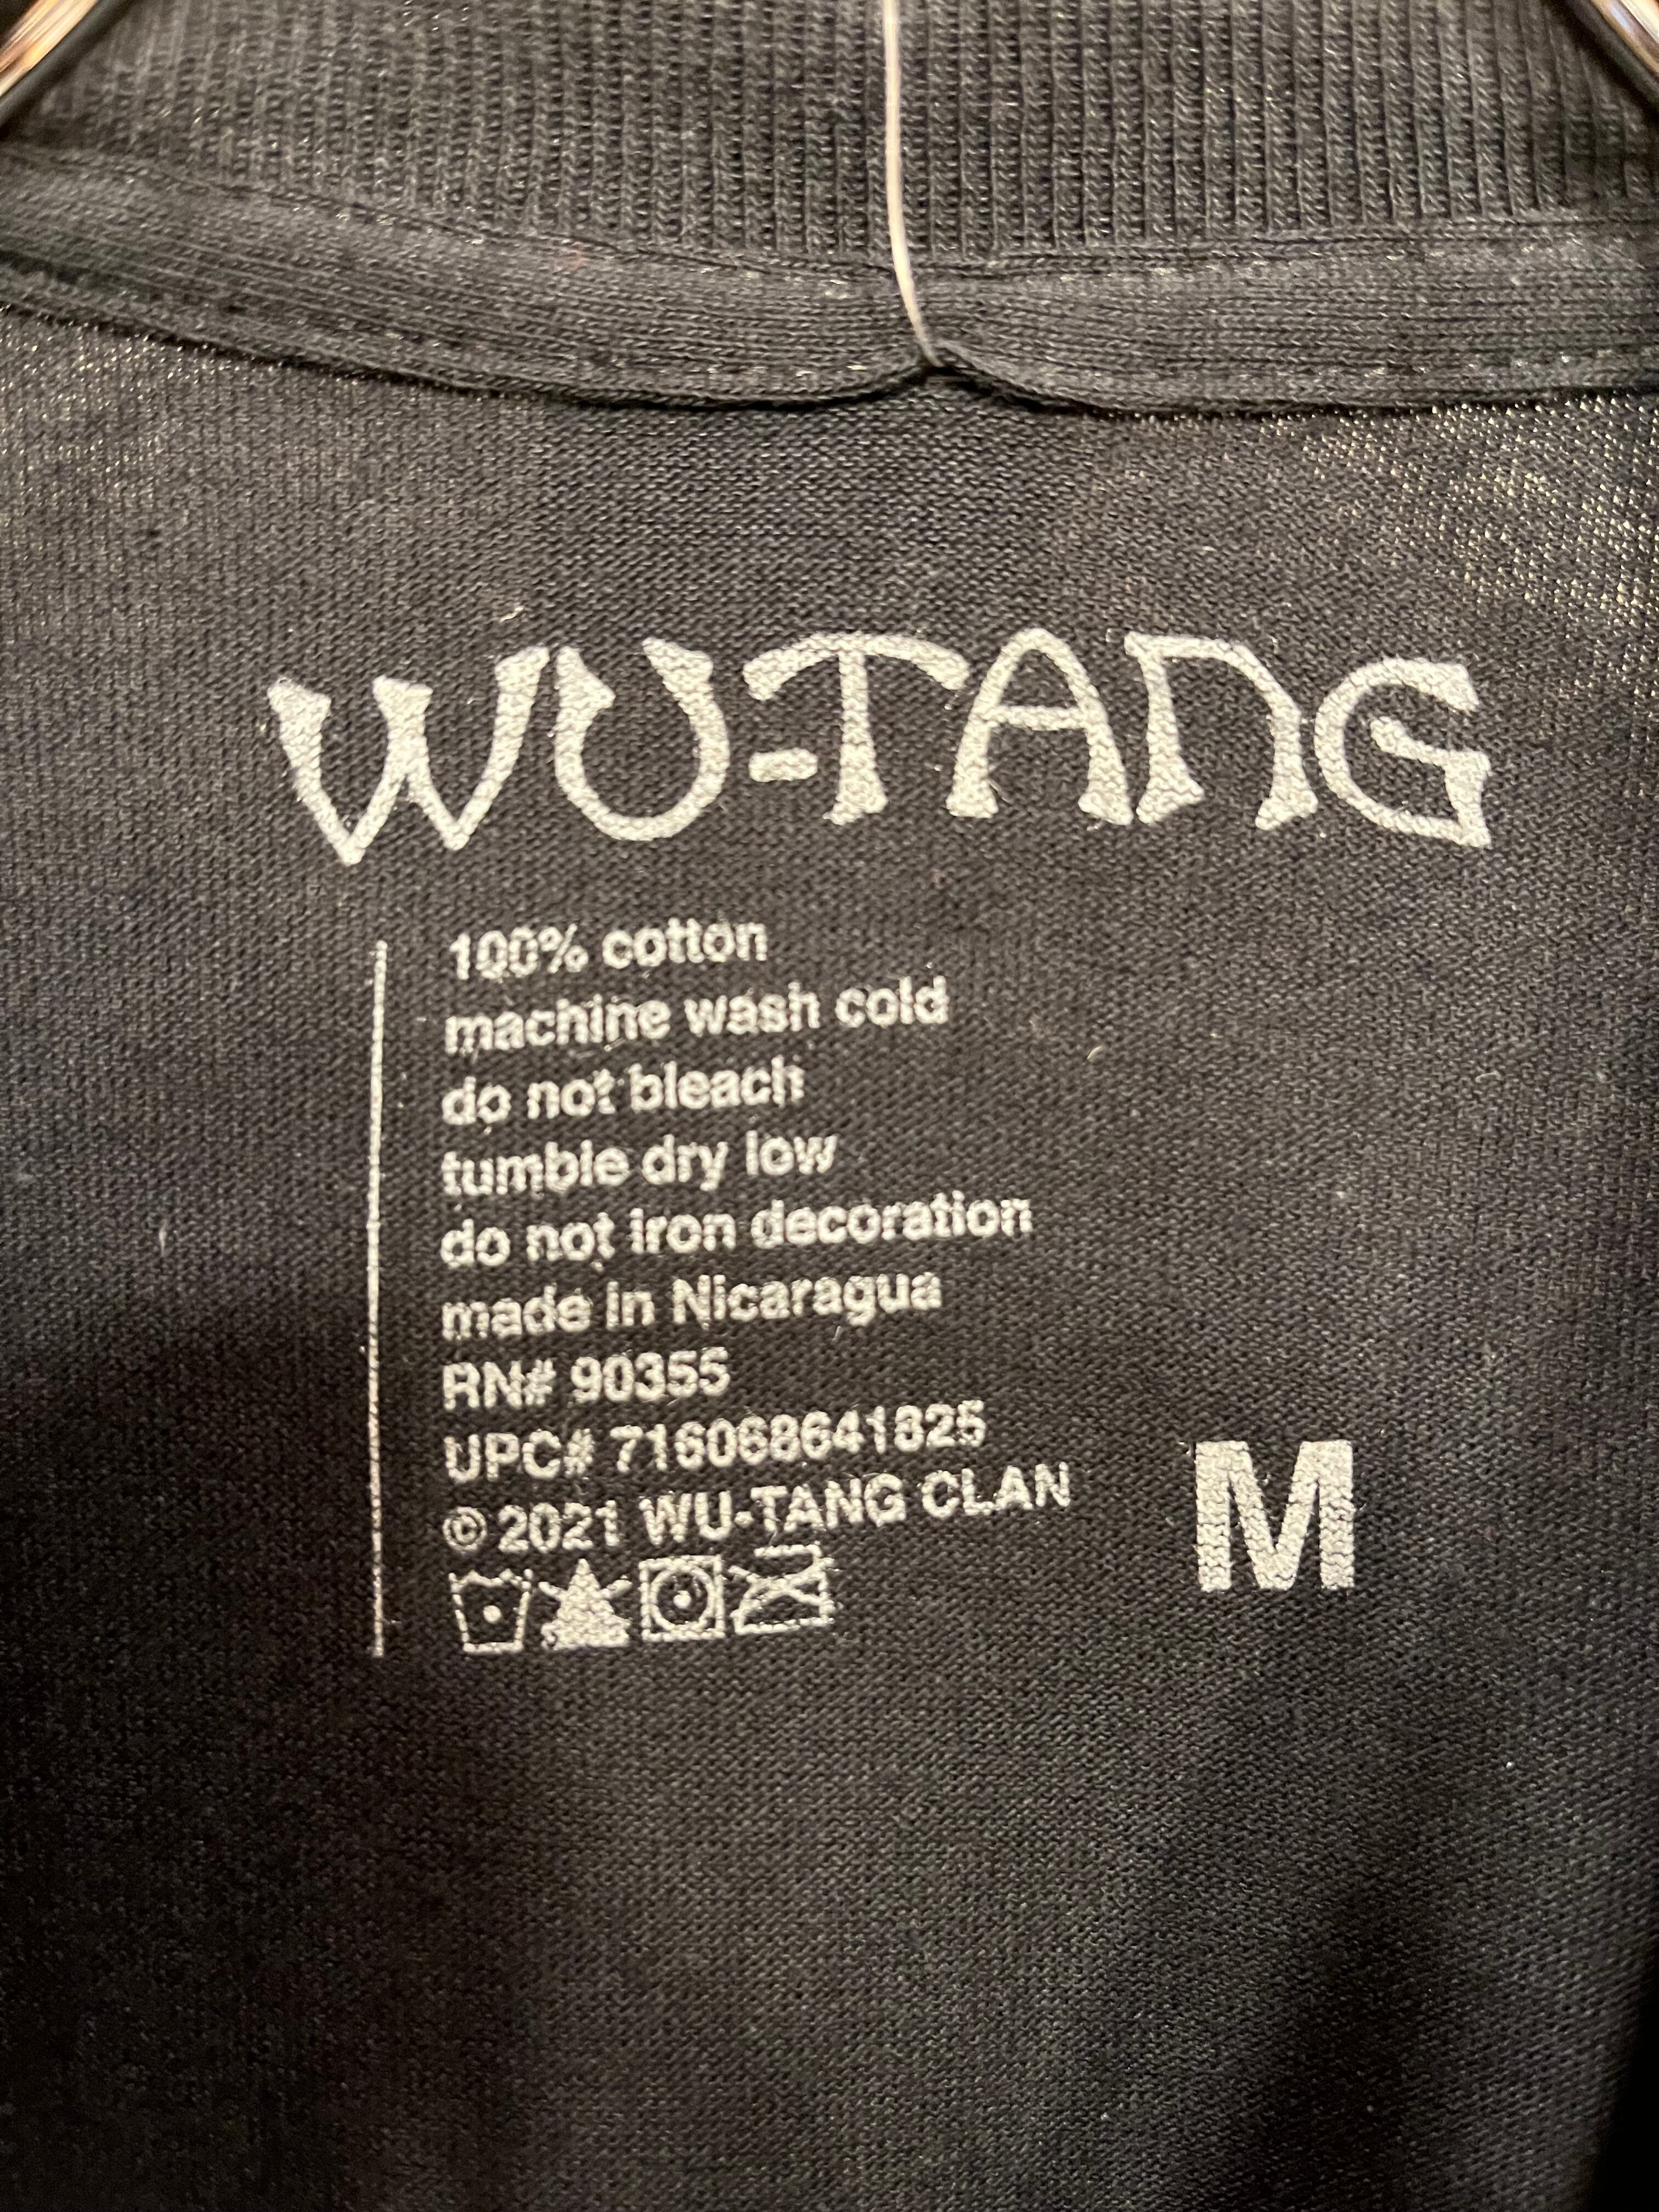 WU-TANG
100% cotton
machine wash cold
do not bleach
tumble dry low
do not iron decoration
made in Nicaragua
RN# 90355
UPC# 716068641825
© 2021 WU-TANG CLAN
M